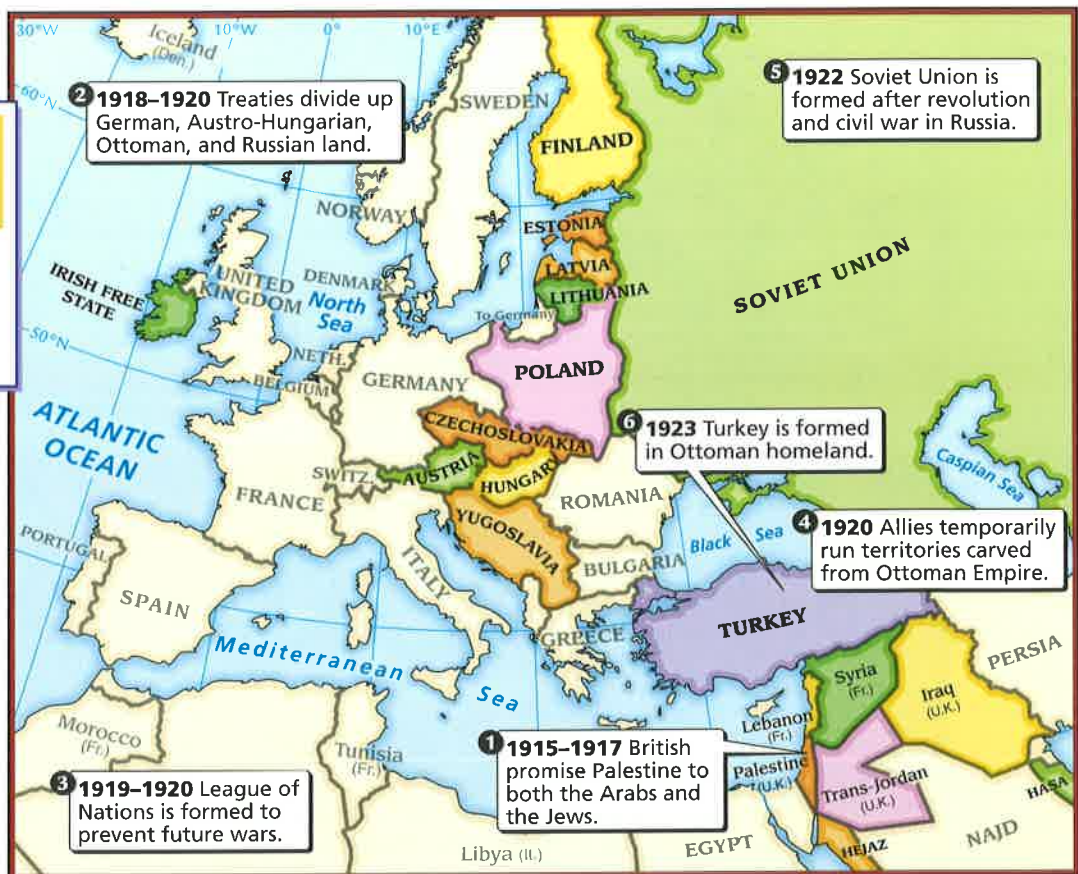 30°W
10°W
0°
10°E
Iceland
(Den.)
60°N
❷ 1918–1920 Treaties divide up
German, Austro-Hungarian,
Ottoman, and Russian land.
❺ 1922 Soviet Union is
formed after revolution
and civil war in Russia.
SWEDEN
FINLAND
NORWAY
ESTONIA
LATVIA
LITHUANIA
SOVIET UNION
IRISH FREE
STATE
UNITED
KINGDOM
DENMARK
North
Sea
To Germany
50°N
NETH.
BELGIUM
GERMANY
POLAND
ATLANTIC
OCEAN
CZECHOSLOVAKIA
❻ 1923 Turkey is formed
in Ottoman homeland.
SWITZ.
AUSTRIA
HUNGARY
FRANCE
ROMANIA
Caspian Sea
YUGOSLAVIA
❹ 1920 Allies temporarily
run territories carved
from Ottoman Empire.
Black Sea
PORTUGAL
SPAIN
ITALY
BULGARIA
GREECE
TURKEY
PERSIA
Mediterranean
Sea
Syria
(Fr.)
Iraq
(U.K.)
Lebanon
(Fr.)
Morocco
(Fr.)
Tunisia
(Fr.)
❶ 1915–1917 British
promise Palestine to
both the Arabs and
the Jews.
Palestine
(U.K.)
Trans-Jordan
(U.K.)
HASA
❸ 1919–1920 League of
Nations is formed to
prevent future wars.
Libya (It.)
EGYPT
HEJAZ
NAJD